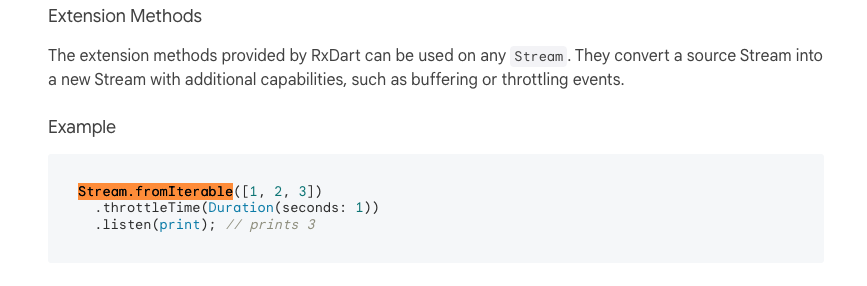 Extension Methods
The extension methods provided by RxDart can be used on any Stream. They convert a source Stream into
a new Stream with additional capabilities, such as buffering or throttling events.
Example
Stream.fromIterable([1, 2, 3])
  .throttleTime(Duration(seconds: 1))
  .listen(print); // prints 3